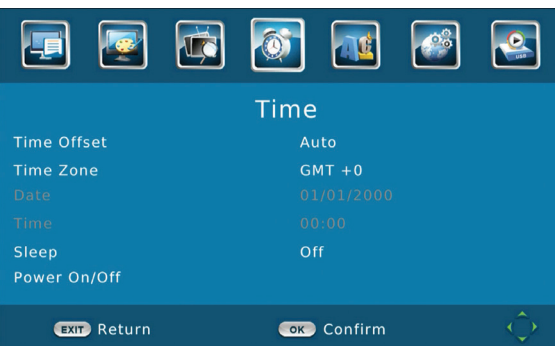 Time
Time Offset Auto
Time Zone GMT +0
Date 01/01/2000
Time 00:00
Sleep Off
Power On/Off
EXIT Return OK Confirm
USB